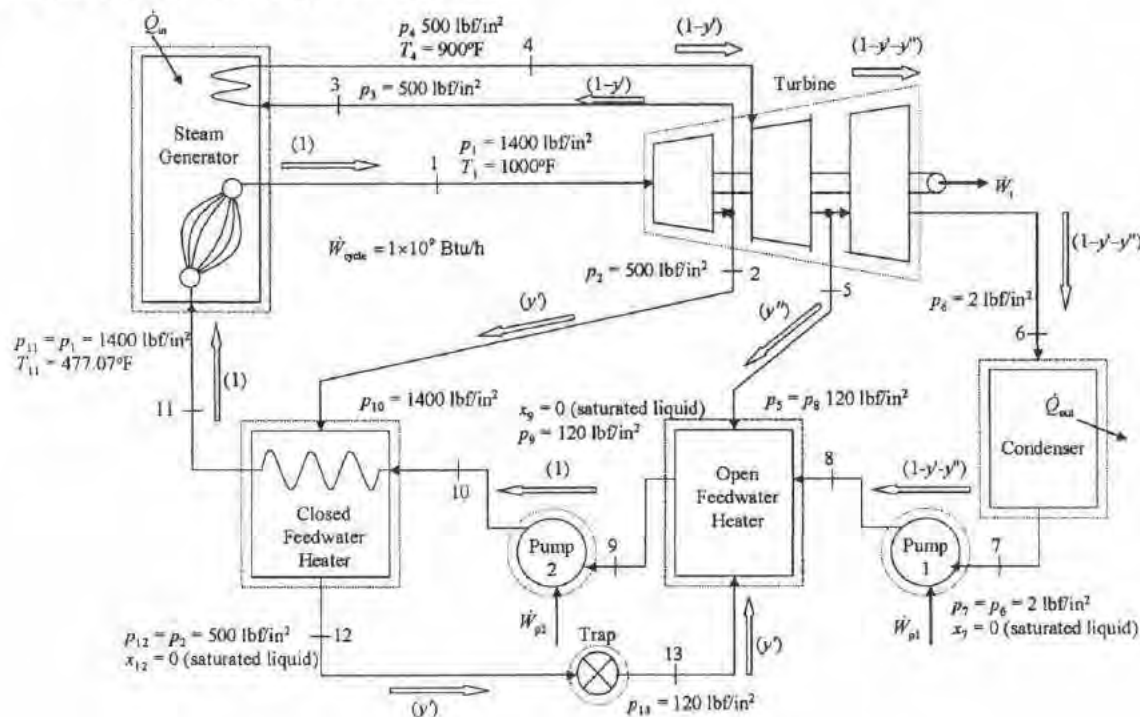 Q̇in
p4 500 lbf/in²
T4 = 900°F
4
(1–y')
(1–y'–y'')
Turbine
3
p3 = 500 lbf/in²
(1–y')
Steam
Generator
(1)
p1 = 1400 lbf/in²
T1 = 1000°F
1
Ẇt
Ẇcycle = 1×10⁹ Btu/h
p2 = 500 lbf/in²
2
5
(1–y'–y'')
(y')
(y'')
p6 = 2 lbf/in²
6
p11 = p1 = 1400 lbf/in²
T11 = 477.07°F
(1)
11
p10 = 1400 lbf/in²
x9 = 0 (saturated liquid)
p9 = 120 lbf/in²
p5 = p8 120 lbf/in²
Q̇out
Condenser
(1)
10
8
(1–y'–y'')
Closed
Feedwater
Heater
Open
Feedwater
Heater
Pump
2
9
Pump
1
7
p12 = p2 = 500 lbf/in²
x12 = 0 (saturated liquid)
12
Ẇp2
Trap
13
(y')
Ẇp1
p7 = p6 = 2 lbf/in²
x7 = 0 (saturated liquid)
(y')
p13 = 120 lbf/in²